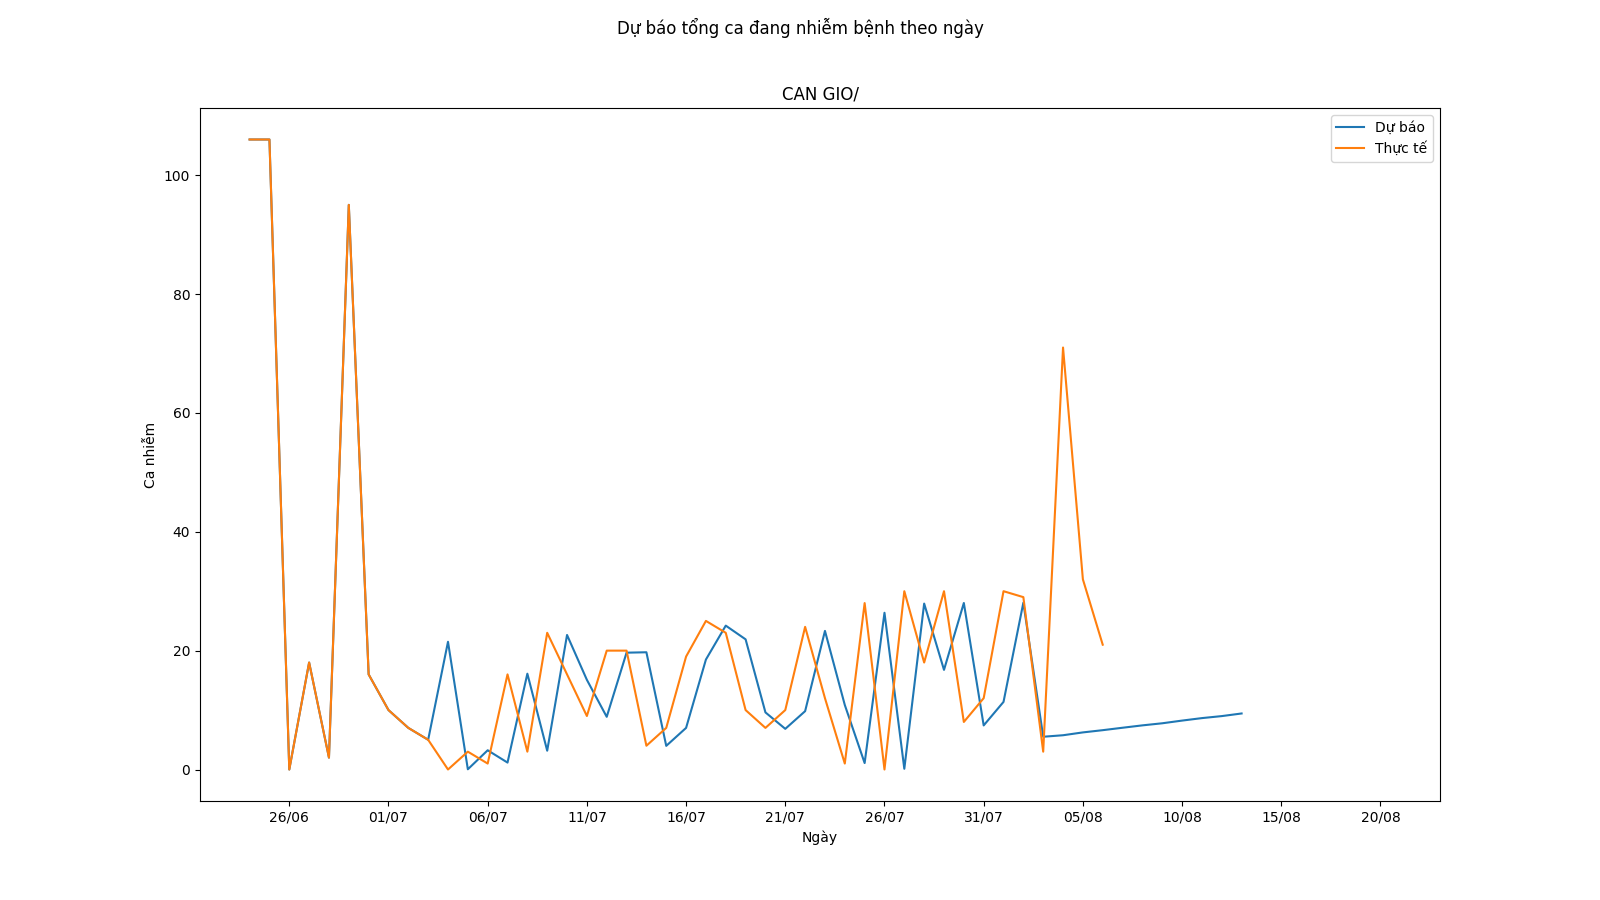 Dự báo tổng ca đang nhiễm bệnh theo ngày
CAN GIO/
Dự báo
Thực tế
100
80
60
40
20
0
Ca nhiễm
26/06 01/07 06/07 11/07 16/07 21/07 26/07 31/07 05/08 10/08 15/08 20/08
Ngày